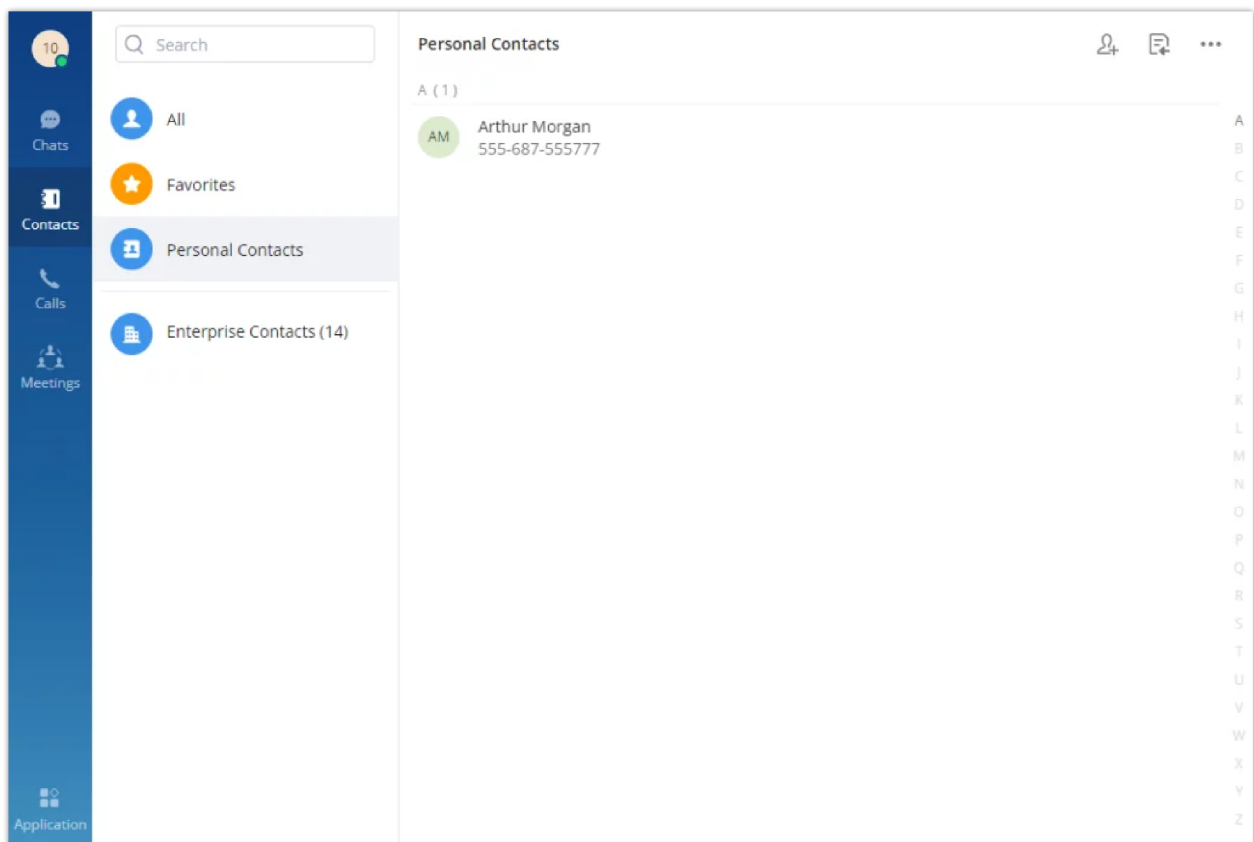 10
Chats
Contacts
Calls
Meetings
Application
Search
All
Favorites
Personal Contacts
Enterprise Contacts (14)
Personal Contacts
A (1)
AM
Arthur Morgan
555-687-555777
A
B
C
D
E
F
G
H
I
J
K
L
M
N
O
P
Q
R
S
T
U
V
W
X
Y
Z